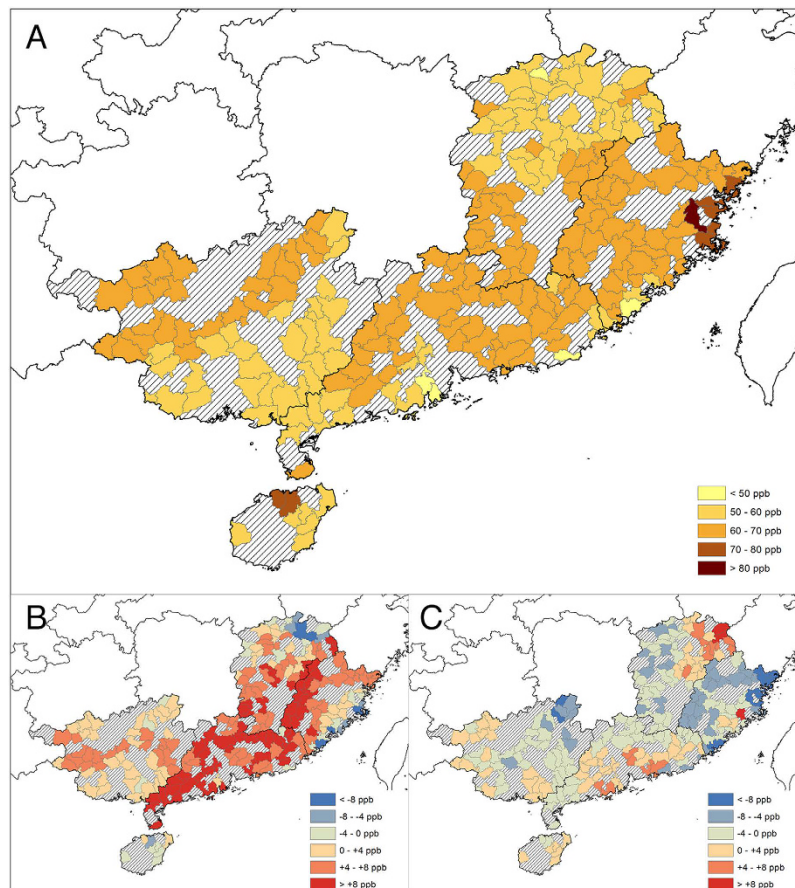 A
< 50 ppb
50 - 60 ppb
60 - 70 ppb
70 - 80 ppb
> 80 ppb
B
< -8 ppb
-8 - -4 ppb
-4 - 0 ppb
0 - +4 ppb
+4 - +8 ppb
> +8 ppb
C
< -8 ppb
-8 - -4 ppb
-4 - 0 ppb
0 - +4 ppb
+4 - +8 ppb
> +8 ppb